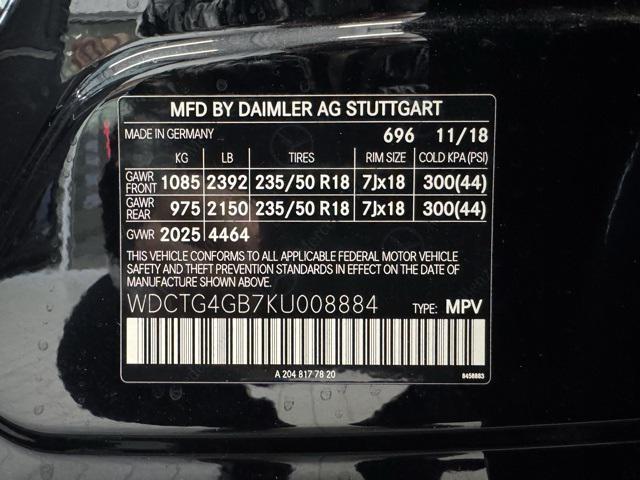 MFD BY DAIMLER AG STUTTGART
MADE IN GERMANY 696 11/18
KG LB TIRES RIM SIZE COLD KPA(PSI)
GAWR FRONT 1085 2392 235/50 R18 7Jx18 300(44)
GAWR REAR 975 2150 235/50 R18 7Jx18 300(44)
GVWR 2025 4464
THIS VEHICLE CONFORMS TO ALL APPLICABLE FEDERAL MOTOR VEHICLE
SAFETY AND THEFT PREVENTION STANDARDS IN EFFECT ON THE DATE OF
MANUFACTURE SHOWN ABOVE.
WDCTG4GB7KU008884 TYPE: MPV
A 204 817 78 20 8458883